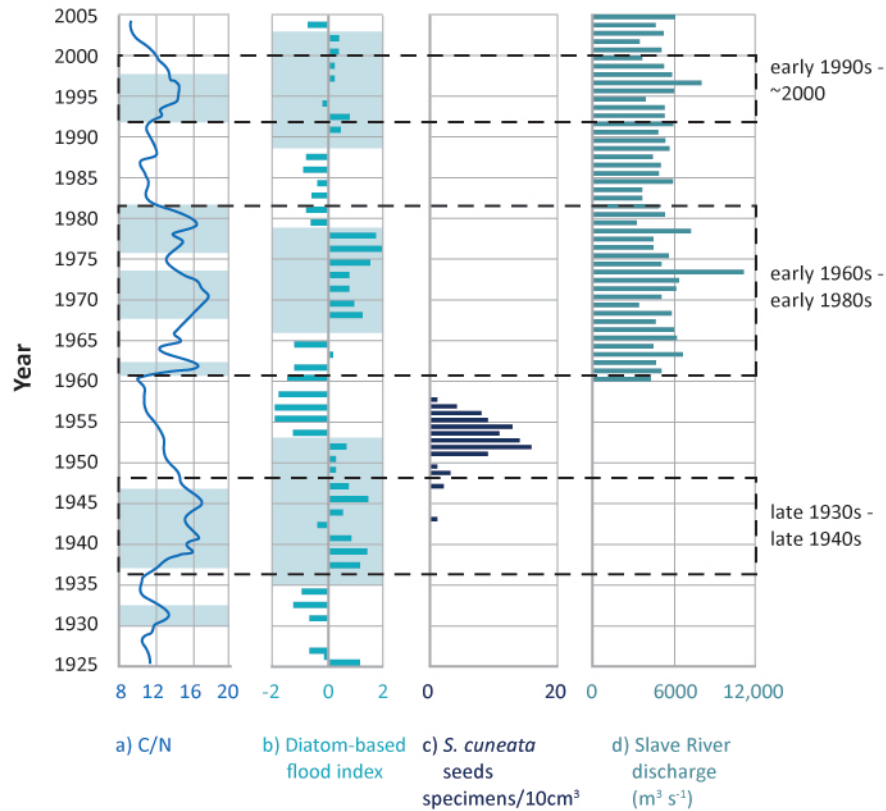 2005
2000
1995
1990
1985
1980
1975
1970
1965
1960
1955
1950
1945
1940
1935
1930
1925
Year
early 1990s -
~2000
early 1960s -
early 1980s
late 1930s -
late 1940s
8 12 16 20
-2 0 2
0 20
0 6000 12,000
a) C/N
b) Diatom-based
flood index
c) S. cuneata
seeds
specimens/10cm³
d) Slave River
discharge
(m³ s⁻¹)